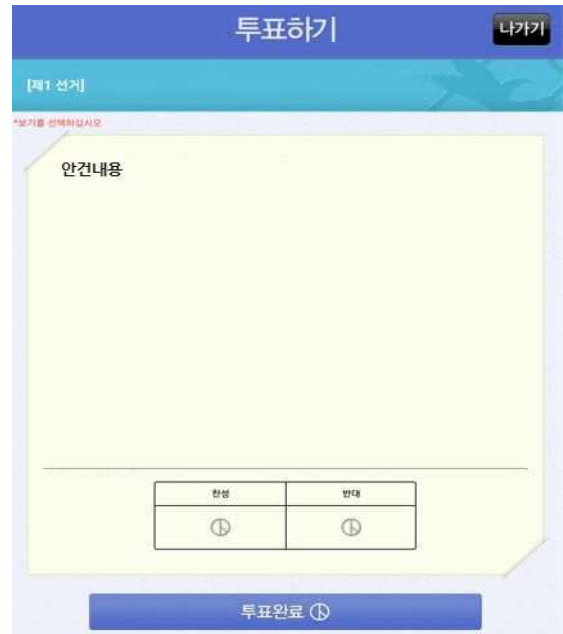 투표하기
나가기
[제1 선거]
*보기를 선택하십시오
안건내용
찬성 반대
투표완료